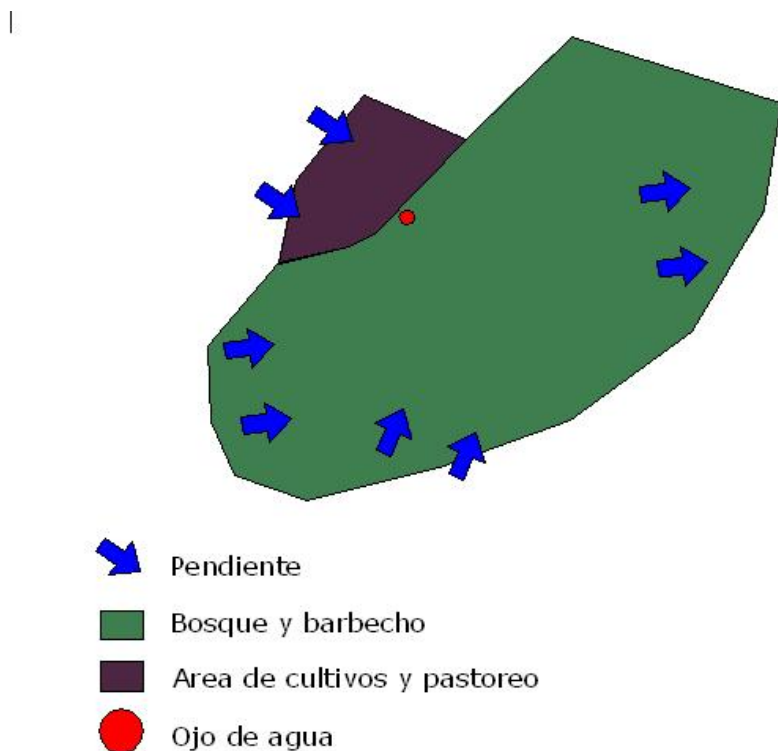 Pendiente
Bosque y barbecho
Area de cultivos y pastoreo
Ojo de agua